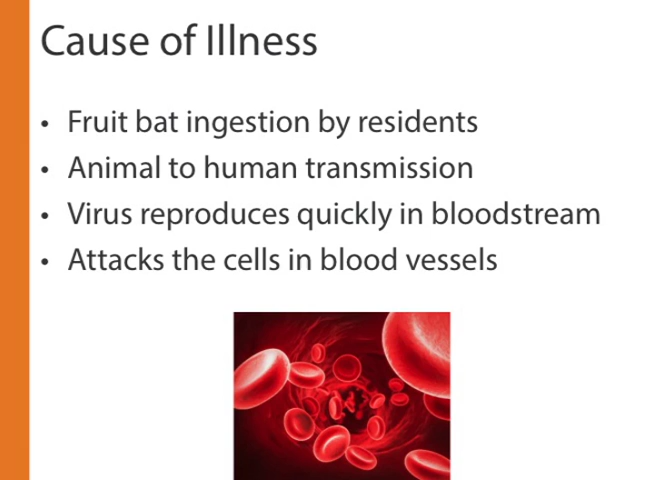 Cause of Illness
• Fruit bat ingestion by residents
• Animal to human transmission
• Virus reproduces quickly in bloodstream
• Attacks the cells in blood vessels